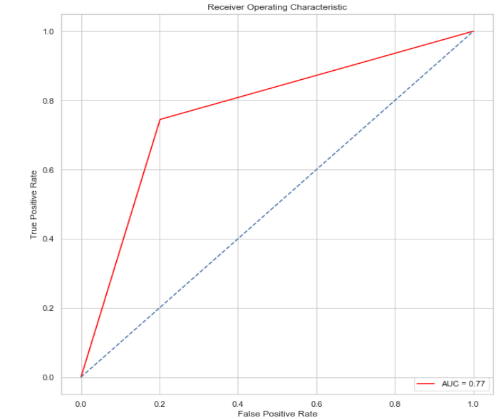 Receiver Operating Characteristic
1.0
0.8
0.6
0.4
0.2
0.0
True Positive Rate
AUC = 0.77
0.0 0.2 0.4 0.6 0.8 1.0
False Positive Rate